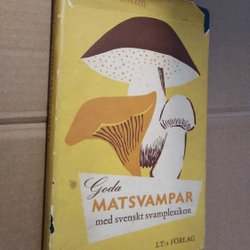 Goda
MATSVAMPAR
med svenskt svamplexikon
LT:s FÖRLAG